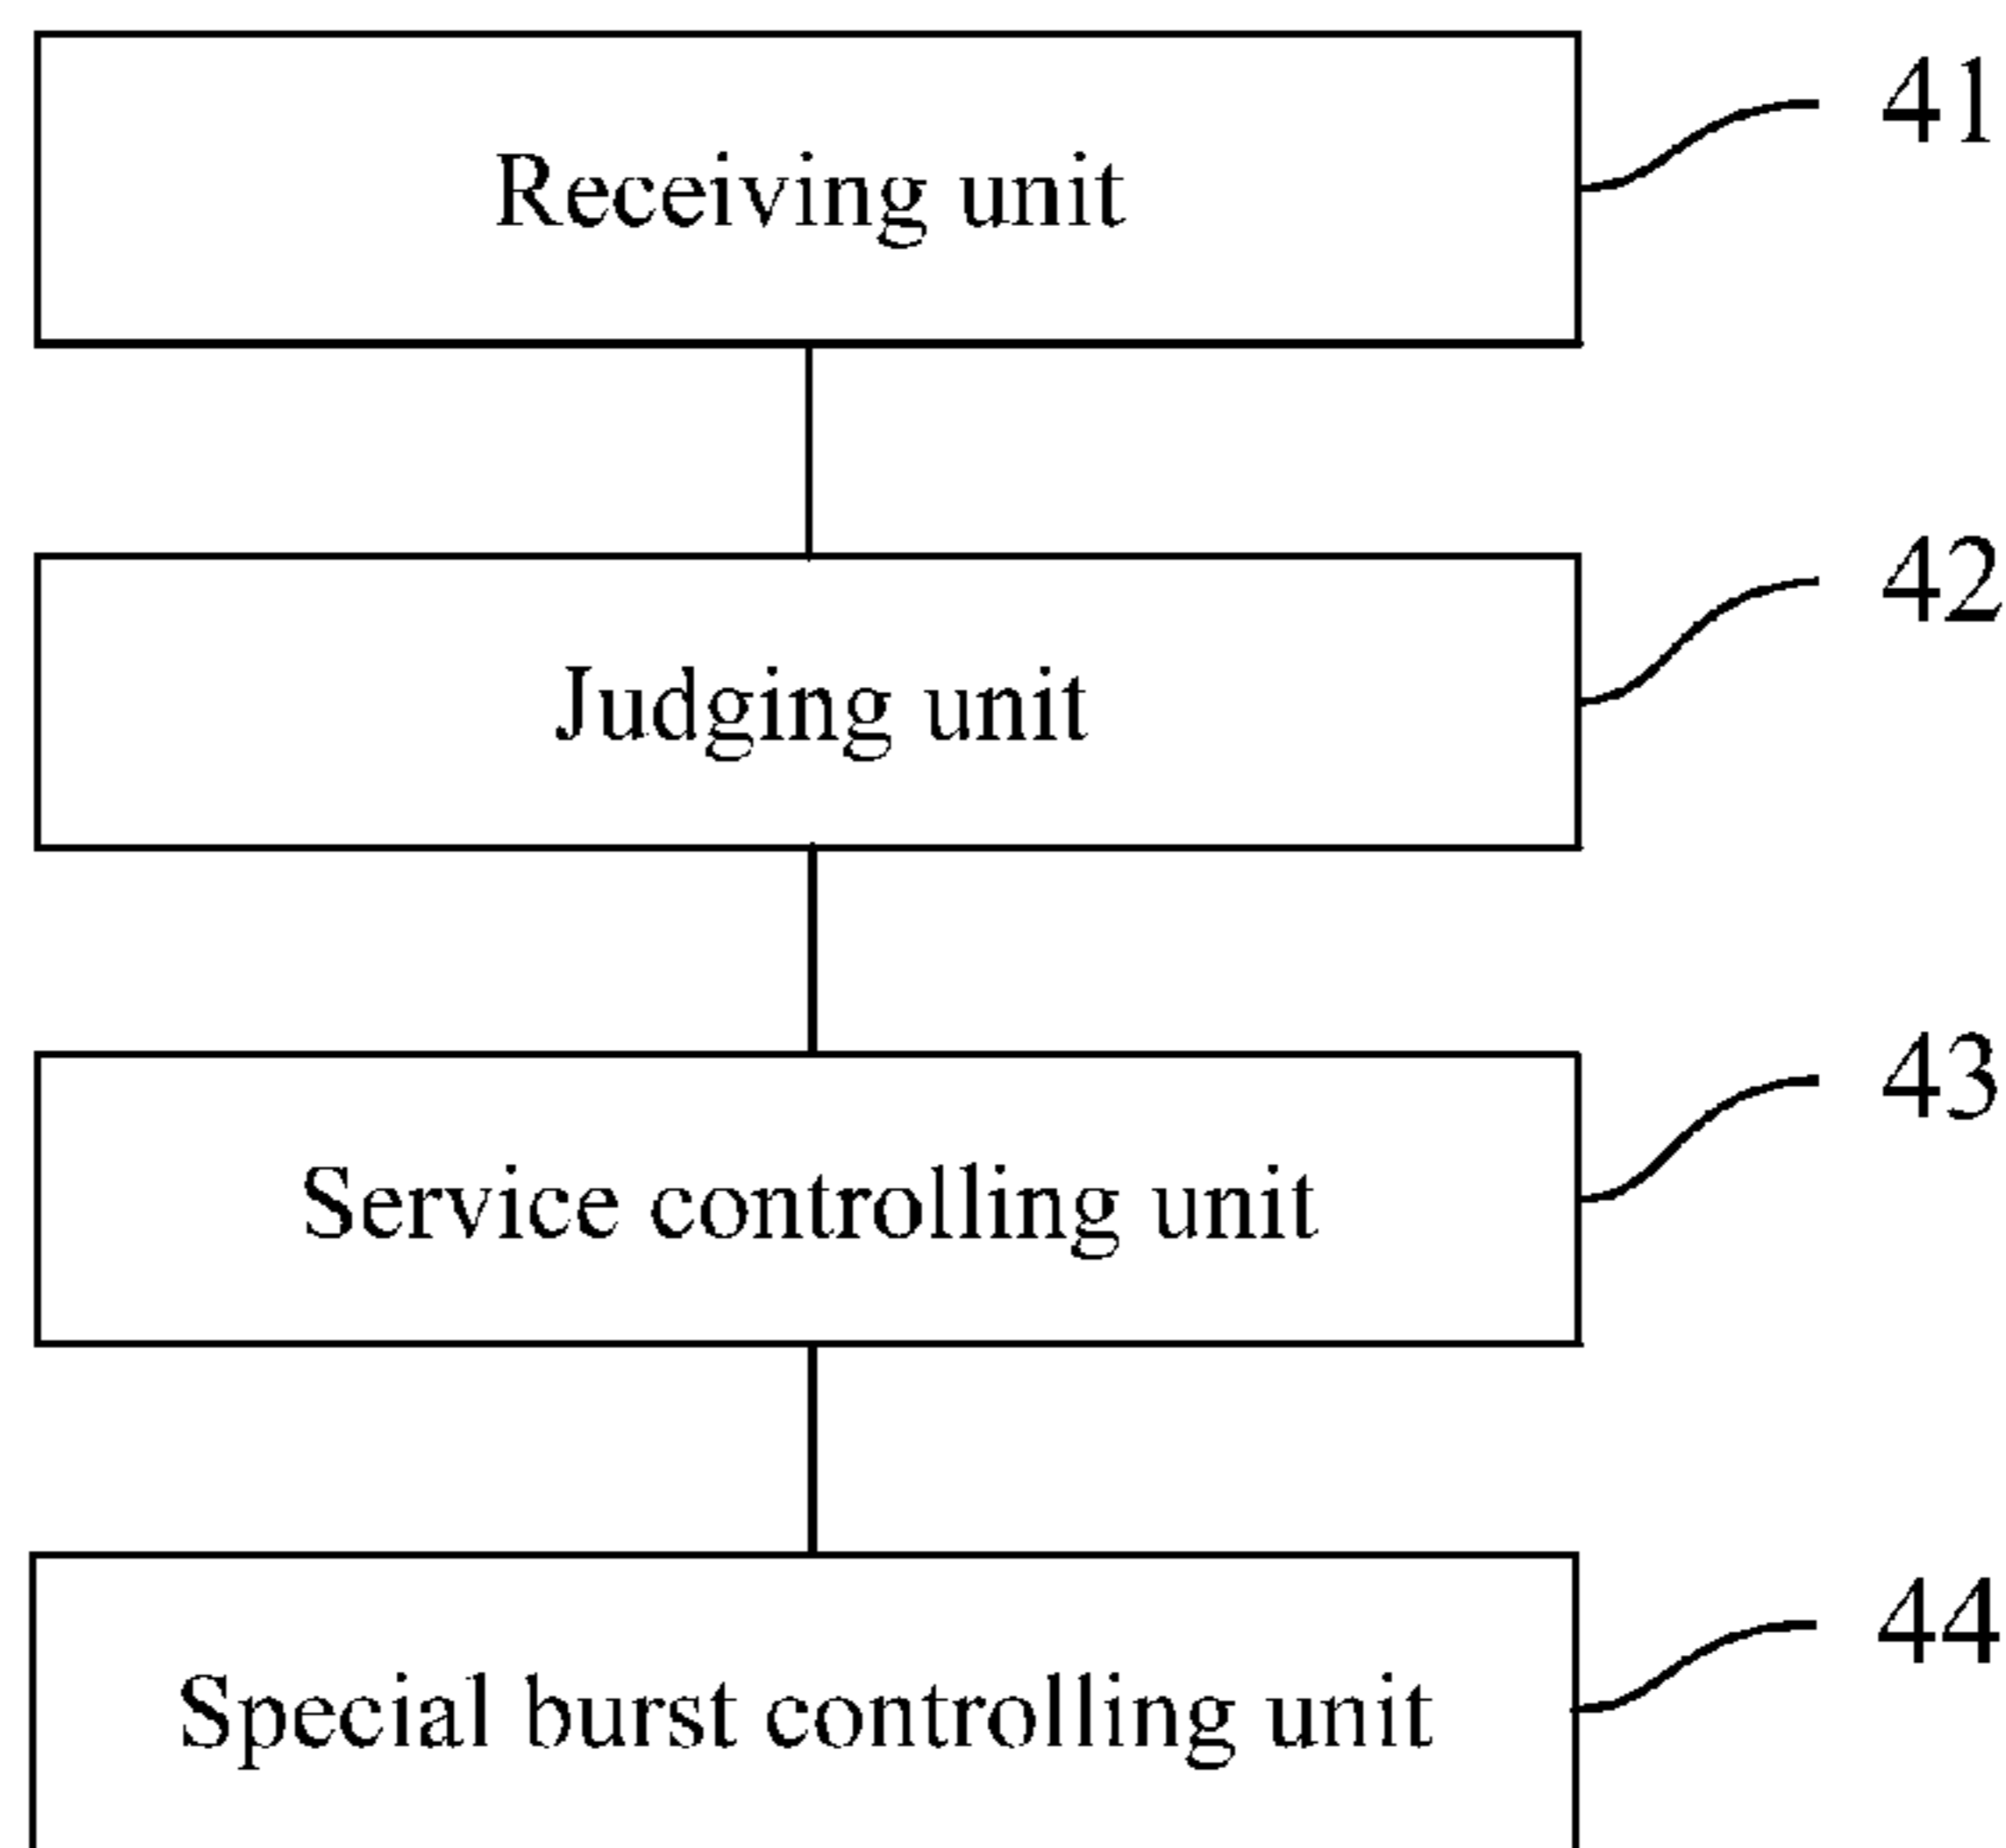 Receiving unit
41
Judging unit
42
Service controlling unit
43
Special burst controlling unit
44